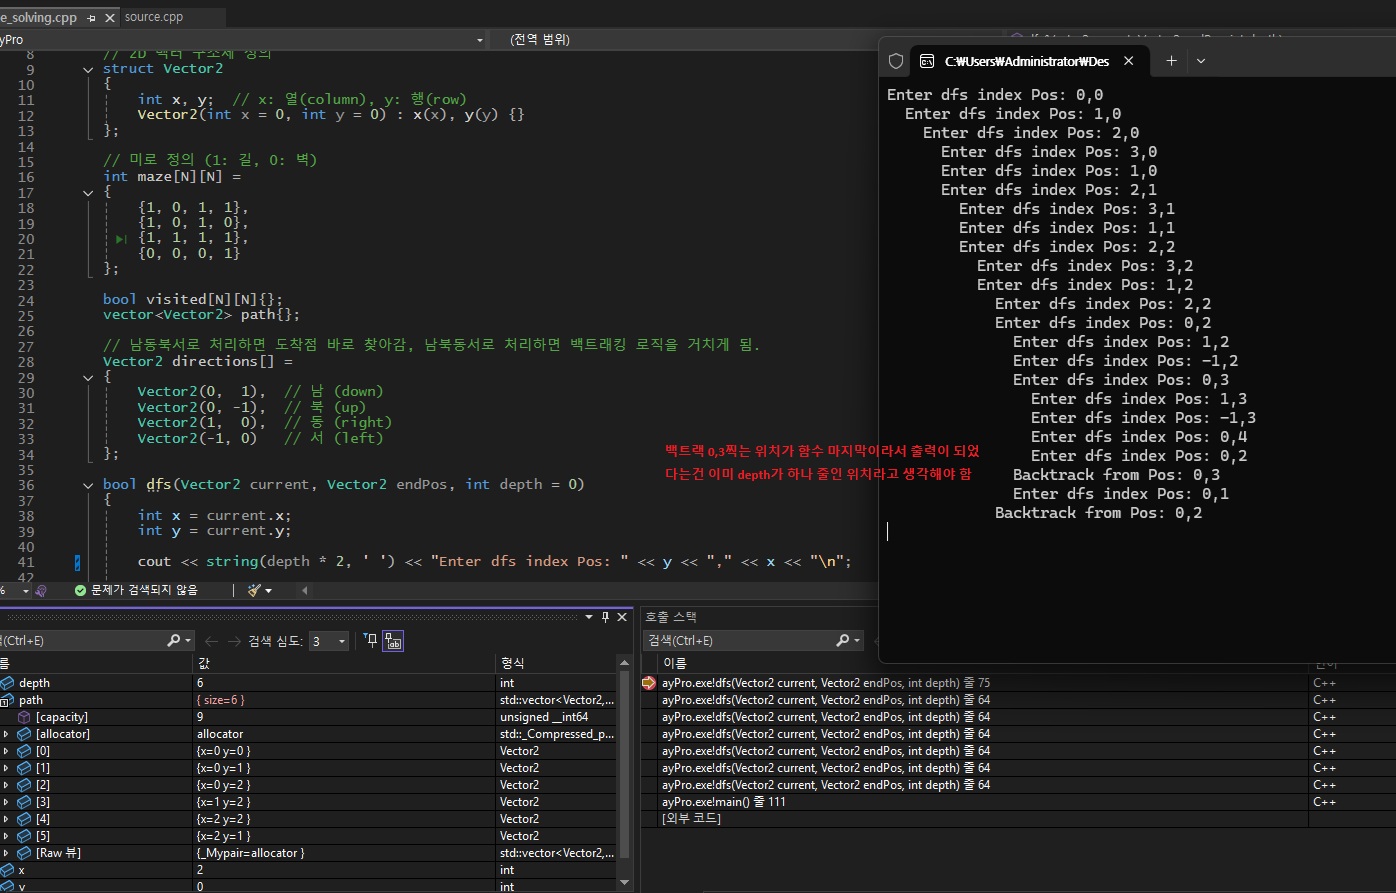 e_solving.cpp
source.cpp
yPro
(전역 범위)
8 // 2D 벡터 구조체 정의
9 struct Vector2
10 {
11 int x, y; // x: 열(column), y: 행(row)
12 Vector2(int x = 0, int y = 0) : x(x), y(y) {}
13 };
14
15 // 미로 정의 (1: 길, 0: 벽)
16 int maze[N][N] =
17 {
18 {1, 0, 1, 1},
19 {1, 0, 1, 0},
20 {1, 1, 1, 1},
21 {0, 0, 0, 1}
22 };
23
24 bool visited[N][N]{};
25 vector<Vector2> path{};
26
27 // 남동북서로 처리하면 도착점 바로 찾아감, 남북동서로 처리하면 백트래킹 로직을 거치게 됨.
28 Vector2 directions[] =
29 {
30 Vector2(0, 1), // 남 (down)
31 Vector2(0, -1), // 북 (up)
32 Vector2(1, 0), // 동 (right)
33 Vector2(-1, 0) // 서 (left)
34 };
35
36 bool dfs(Vector2 current, Vector2 endPos, int depth = 0)
37 {
38 int x = current.x;
39 int y = current.y;
40
41 cout << string(depth * 2, ' ') << "Enter dfs index Pos: " << y << "," << x << "\n";
42
C:₩Users₩Administrator₩Des
Enter dfs index Pos: 0,0
Enter dfs index Pos: 1,0
Enter dfs index Pos: 2,0
Enter dfs index Pos: 3,0
Enter dfs index Pos: 1,0
Enter dfs index Pos: 2,1
Enter dfs index Pos: 3,1
Enter dfs index Pos: 1,1
Enter dfs index Pos: 2,2
Enter dfs index Pos: 3,2
Enter dfs index Pos: 1,2
Enter dfs index Pos: 2,2
Enter dfs index Pos: 0,2
Enter dfs index Pos: 1,2
Enter dfs index Pos: -1,2
Enter dfs index Pos: 0,3
Enter dfs index Pos: 1,3
Enter dfs index Pos: -1,3
Enter dfs index Pos: 0,4
Enter dfs index Pos: 0,2
Backtrack from Pos: 0,3
Enter dfs index Pos: 0,1
Backtrack from Pos: 0,2
백트랙 0,3찍는 위치가 함수 마지막이라서 출력이 되었
다는건 이미 depth가 하나 줄인 위치라고 생각해야 함
% 문제가 검색되지 않음
(Ctrl+E) 검색 심도: 3
름 값 형식
depth 6 int
path { size=6 } std::vector<Vector2,...
[capacity] 9 unsigned __int64
[allocator] allocator std::_Compressed_p...
[0] {x=0 y=0 } Vector2
[1] {x=0 y=1 } Vector2
[2] {x=0 y=2 } Vector2
[3] {x=1 y=2 } Vector2
[4] {x=2 y=2 } Vector2
[5] {x=2 y=1 } Vector2
[Raw 뷰] {_Mypair=allocator } std::vector<Vector2,...
x 2 int
y 0 int
호출 스택
검색(Ctrl+E)
이름 언어
ayPro.exe!dfs(Vector2 current, Vector2 endPos, int depth) 줄 75 C++
ayPro.exe!dfs(Vector2 current, Vector2 endPos, int depth) 줄 64 C++
ayPro.exe!dfs(Vector2 current, Vector2 endPos, int depth) 줄 64 C++
ayPro.exe!dfs(Vector2 current, Vector2 endPos, int depth) 줄 64 C++
ayPro.exe!dfs(Vector2 current, Vector2 endPos, int depth) 줄 64 C++
ayPro.exe!dfs(Vector2 current, Vector2 endPos, int depth) 줄 64 C++
ayPro.exe!dfs(Vector2 current, Vector2 endPos, int depth) 줄 64 C++
ayPro.exe!main() 줄 111 C++
[외부 코드]